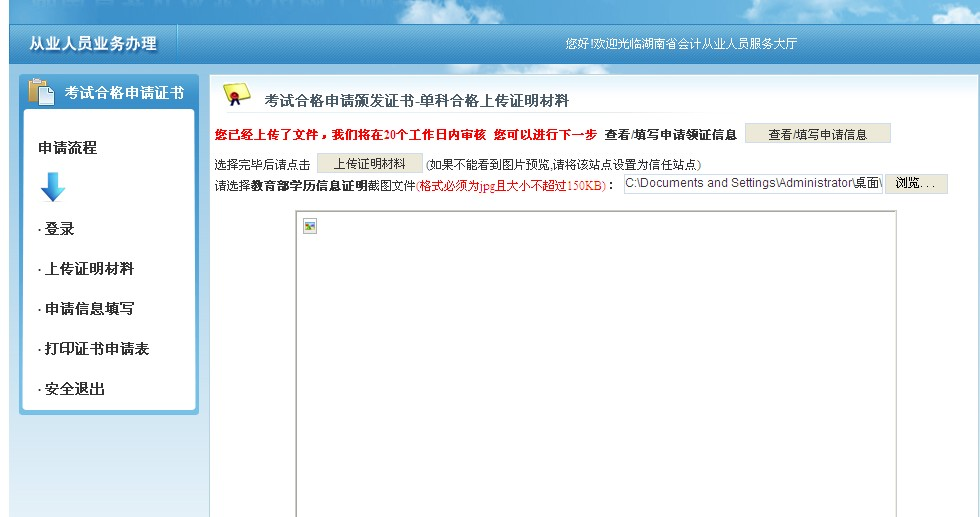 从业人员业务办理
您好!欢迎光临湖南省会计从业人员服务大厅
考试合格申请证书
申请流程
·登录
·上传证明材料
·申请信息填写
·打印证书申请表
·安全退出
考试合格申请颁发证书-单科合格上传证明材料
您已经上传了文件，我们将在20个工作日内审核 您可以进行下一步 查看/填写申请领证信息 查看/填写申请信息
选择完毕后请点击 上传证明材料 (如果不能看到图片预览,请将该站点设置为信任站点)
请选择教育部学历信息证明截图文件(格式必须为jpg且大小不超过150KB)： C:\Documents and Settings\Administrator\桌面\ 浏览...